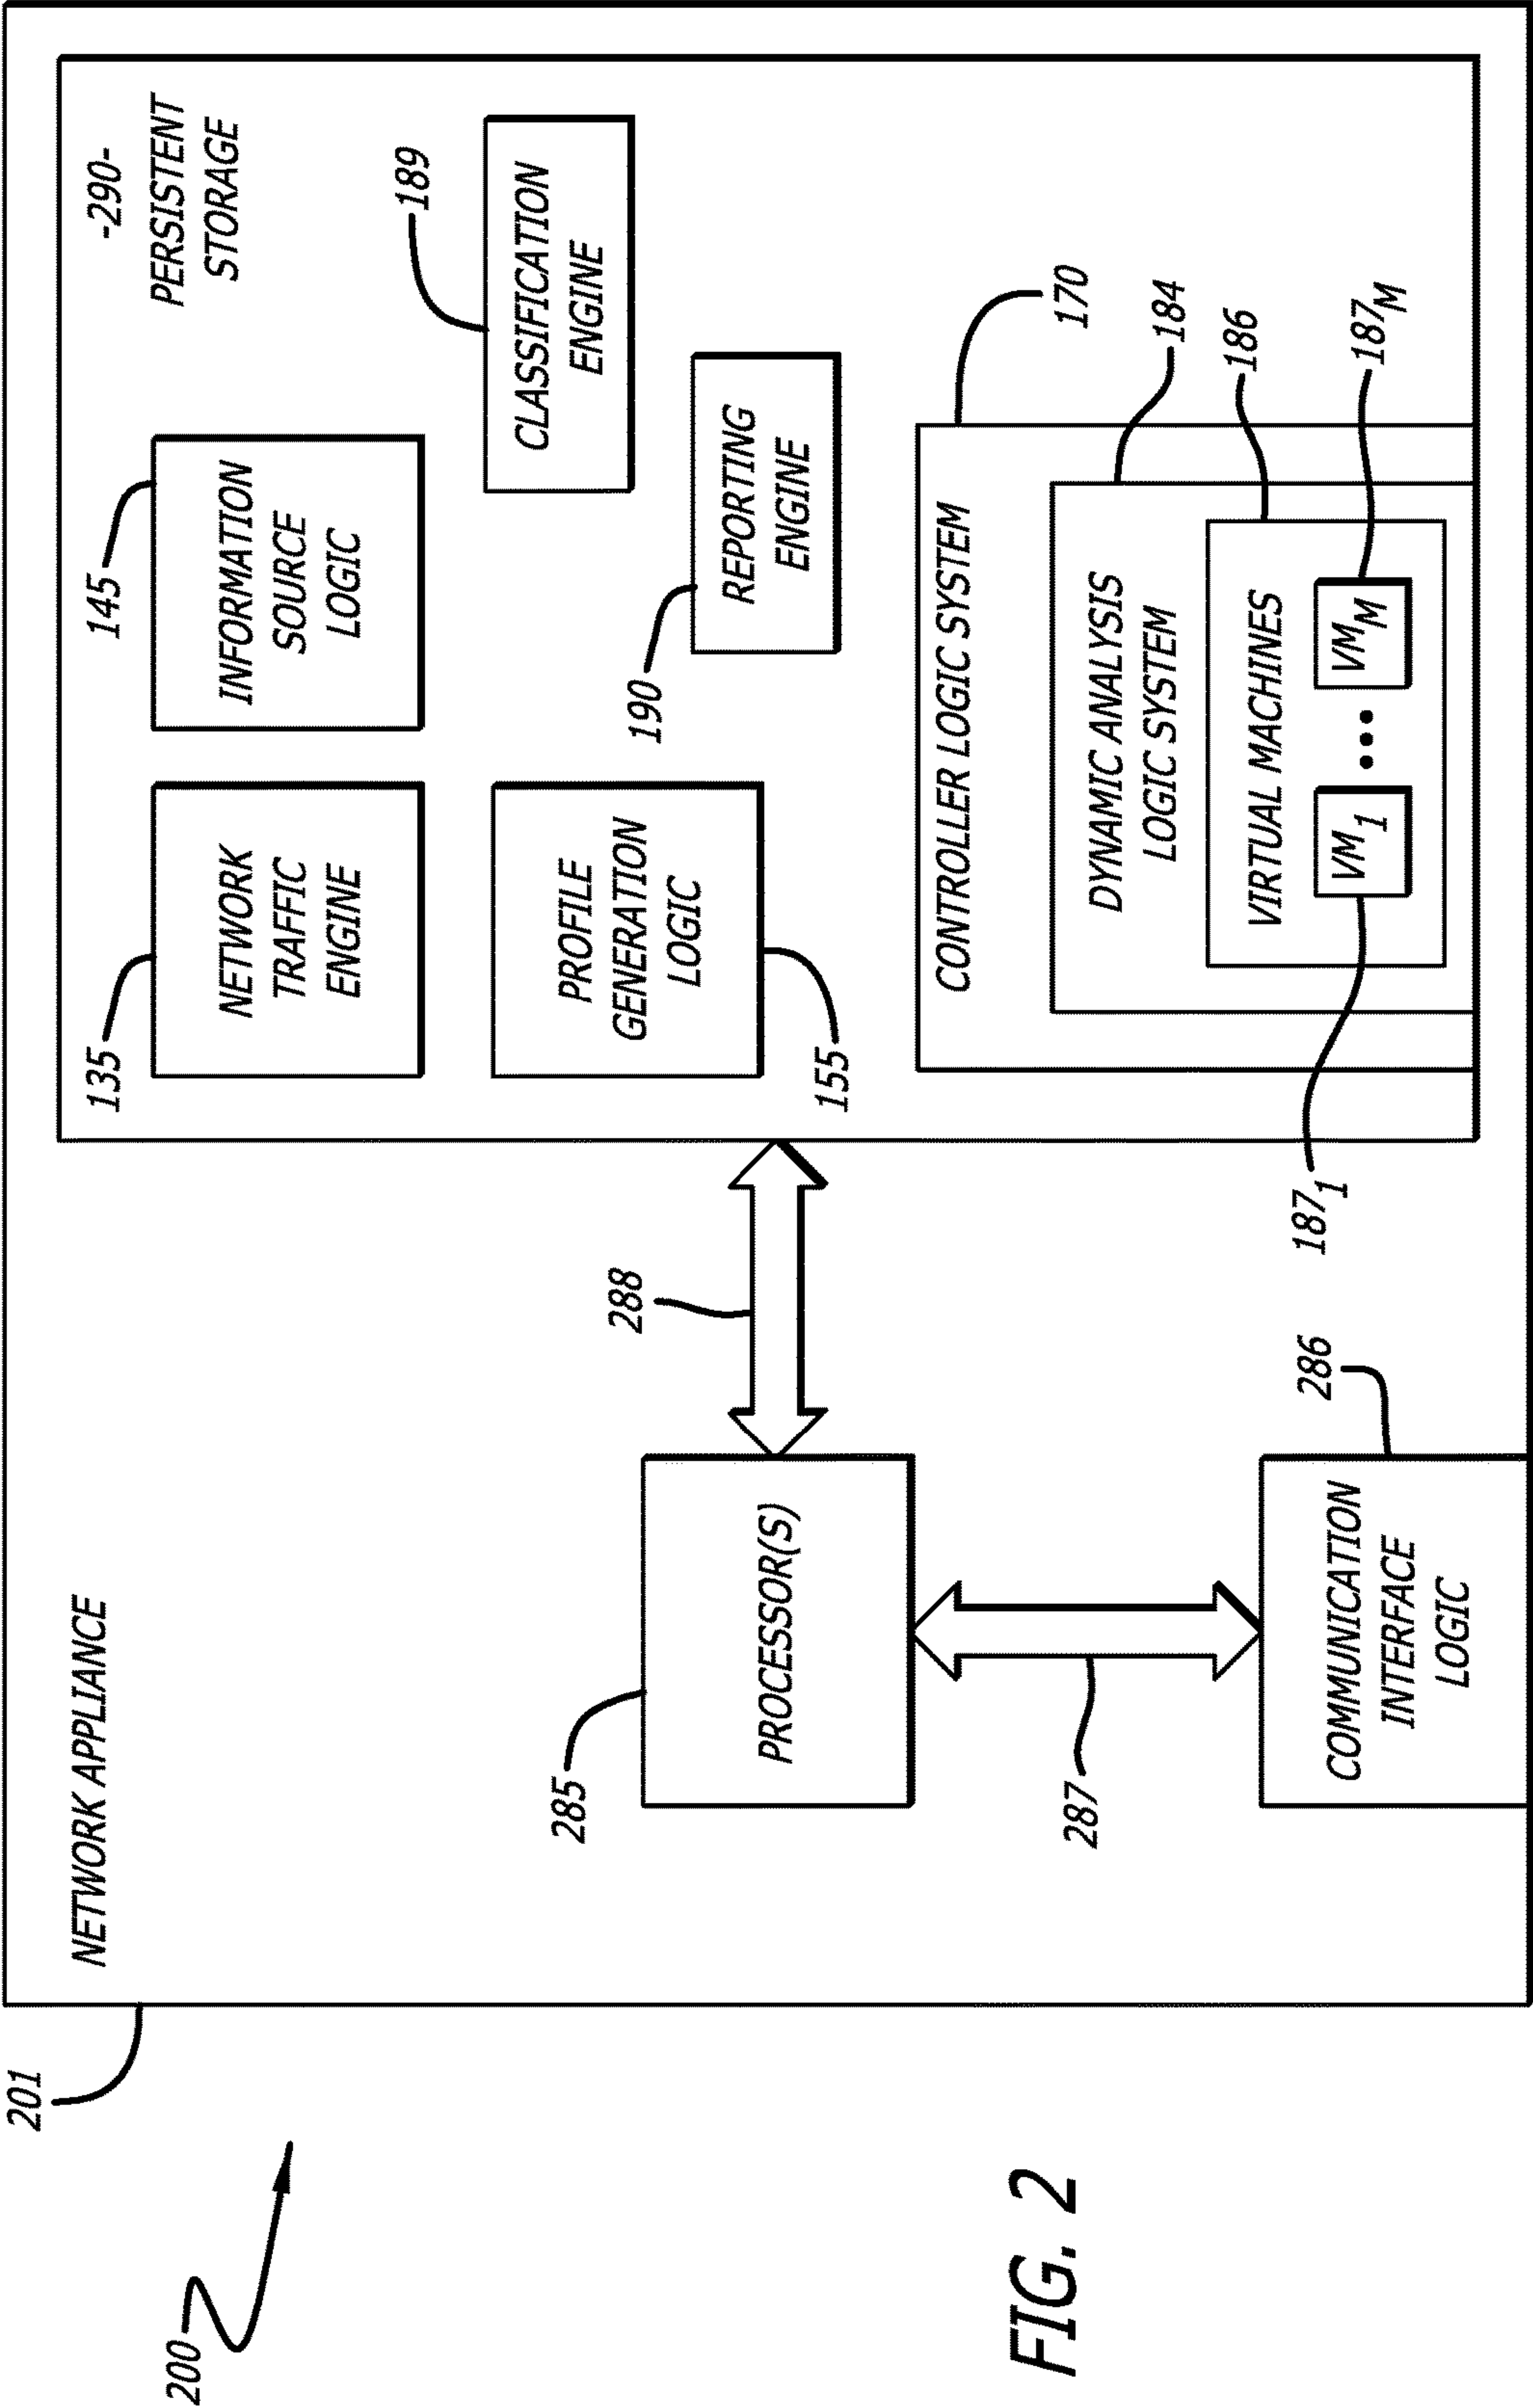 200
201
NETWORK APPLIANCE
285
PROCESSOR(S)
287
COMMUNICATION
INTERFACE
LOGIC
286
288
-290-
PERSISTENT
STORAGE
135
NETWORK
TRAFFIC
ENGINE
145
INFORMATION
SOURCE
LOGIC
PROFILE
GENERATION
LOGIC
155
189
CLASSIFICATION
ENGINE
190
REPORTING
ENGINE
CONTROLLER LOGIC SYSTEM
170
DYNAMIC ANALYSIS
LOGIC SYSTEM
184
VIRTUAL MACHINES
186
VM1
VMM
187M
1871
FIG. 2